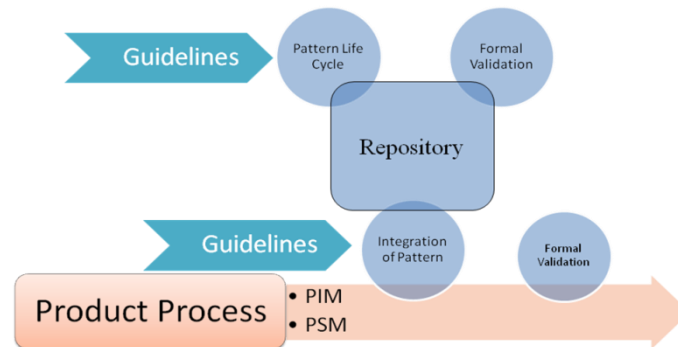 Guidelines
Pattern Life
Cycle
Formal
Validation
Repository
Guidelines
Integration
of Pattern
Formal
Validation
Product Process
• PIM
• PSM